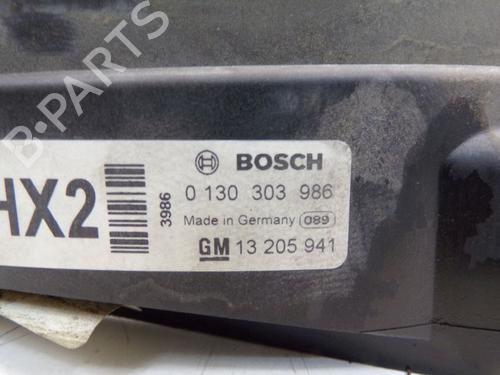 B-PARTS
HX2
3986
BOSCH
0 130 303 986
Made in Germany 089
GM 13 205 941